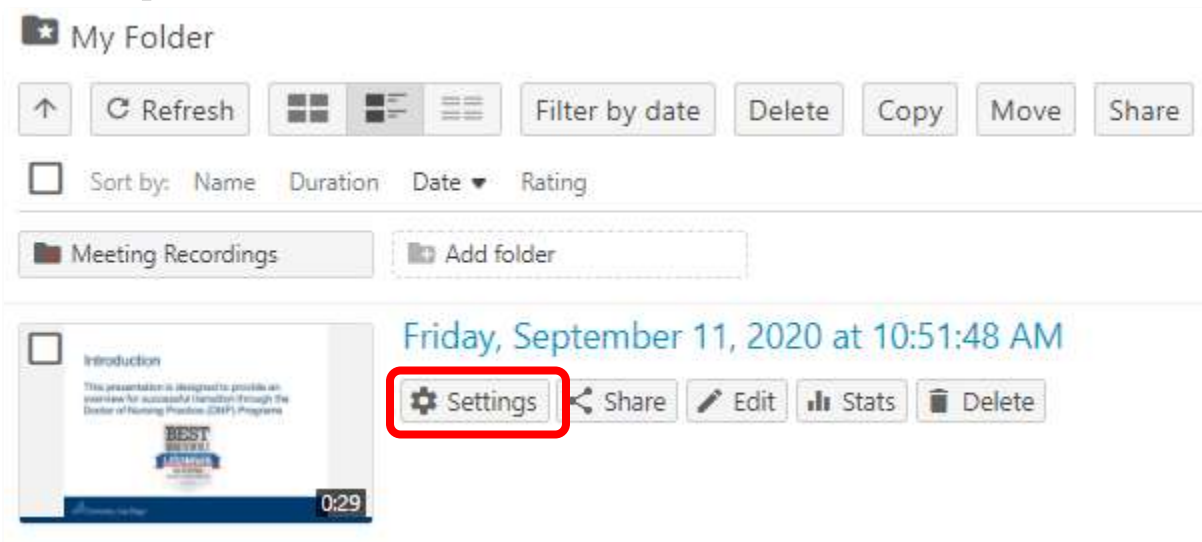 My Folder
Refresh Filter by date Delete Copy Move Share
Sort by: Name Duration Date Rating
Meeting Recordings Add folder
Friday, September 11, 2020 at 10:51:48 AM
Settings Share Edit Stats Delete
Introduction
This presentation is designed to provide an
overview for successful transition through the
Doctor of Nursing Practice (DNP) Programs
BEST
0:29